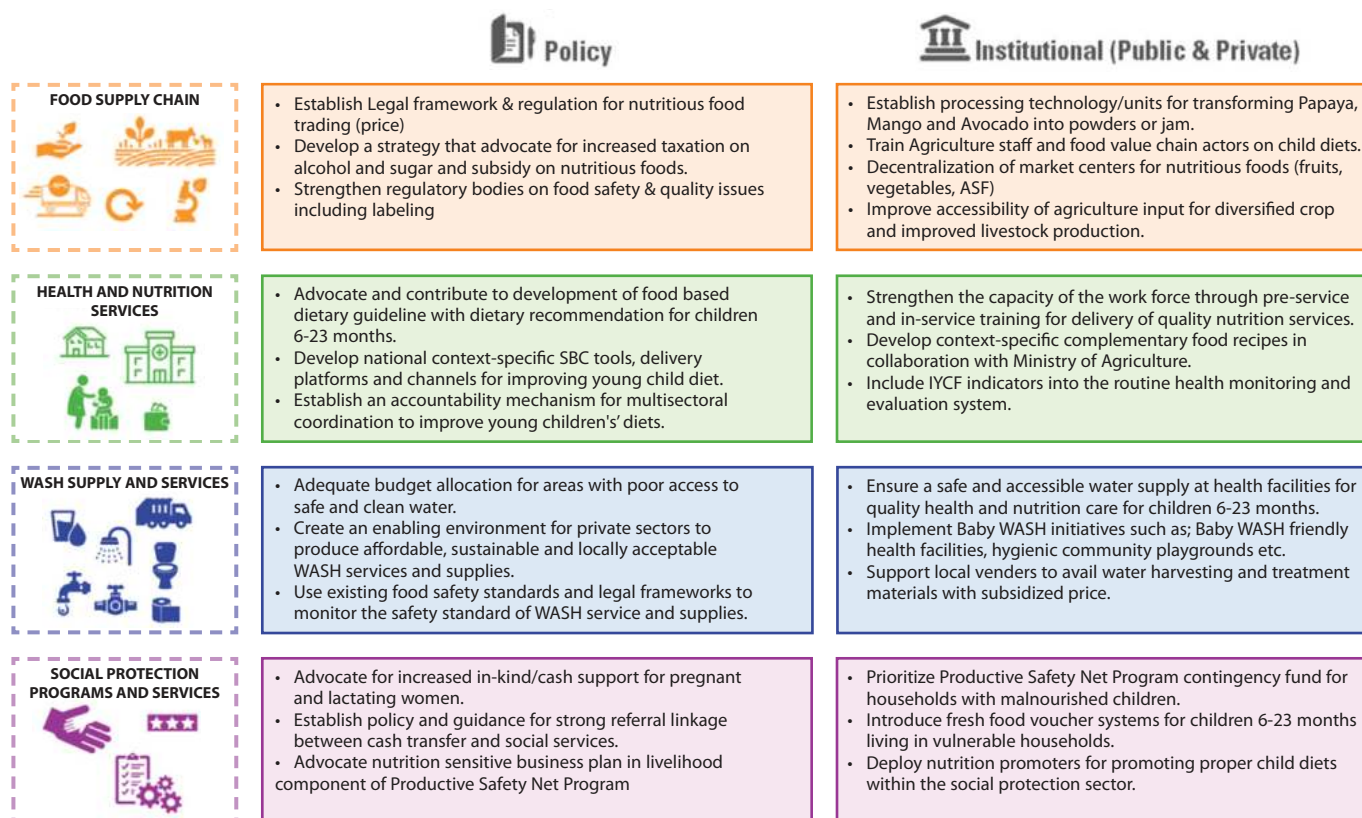 Policy
Institutional (Public & Private)
FOOD SUPPLY CHAIN
• Establish Legal framework & regulation for nutritious food
trading (price)
• Develop a strategy that advocate for increased taxation on
alcohol and sugar and subsidy on nutritious foods.
• Strengthen regulatory bodies on food safety & quality issues
including labeling
• Establish processing technology/units for transforming Papaya,
Mango and Avocado into powders or jam.
• Train Agriculture staff and food value chain actors on child diets.
• Decentralization of market centers for nutritious foods (fruits,
vegetables, ASF)
• Improve accessibility of agriculture input for diversified crop
and improved livestock production.
HEALTH AND NUTRITION
SERVICES
• Advocate and contribute to development of food based
dietary guideline with dietary recommendation for children
6-23 months.
• Develop national context-specific SBC tools, delivery
platforms and channels for improving young child diet.
• Establish an accountability mechanism for multisectoral
coordination to improve young children's' diets.
• Strengthen the capacity of the work force through pre-service
and in-service training for delivery of quality nutrition services.
• Develop context-specific complementary food recipes in
collaboration with Ministry of Agriculture.
• Include IYCF indicators into the routine health monitoring and
evaluation system.
WASH SUPPLY AND SERVICES
• Adequate budget allocation for areas with poor access to
safe and clean water.
• Create an enabling environment for private sectors to
produce affordable, sustainable and locally acceptable
WASH services and supplies.
• Use existing food safety standards and legal frameworks to
monitor the safety standard of WASH service and supplies.
• Ensure a safe and accessible water supply at health facilities for
quality health and nutrition care for children 6-23 months.
• Implement Baby WASH initiatives such as; Baby WASH friendly
health facilities, hygienic community playgrounds etc.
• Support local venders to avail water harvesting and treatment
materials with subsidized price.
SOCIAL PROTECTION
PROGRAMS AND SERVICES
• Advocate for increased in-kind/cash support for pregnant
and lactating women.
• Establish policy and guidance for strong referral linkage
between cash transfer and social services.
• Advocate nutrition sensitive business plan in livelihood
component of Productive Safety Net Program
• Prioritize Productive Safety Net Program contingency fund for
households with malnourished children.
• Introduce fresh food voucher systems for children 6-23 months
living in vulnerable households.
• Deploy nutrition promoters for promoting proper child diets
within the social protection sector.